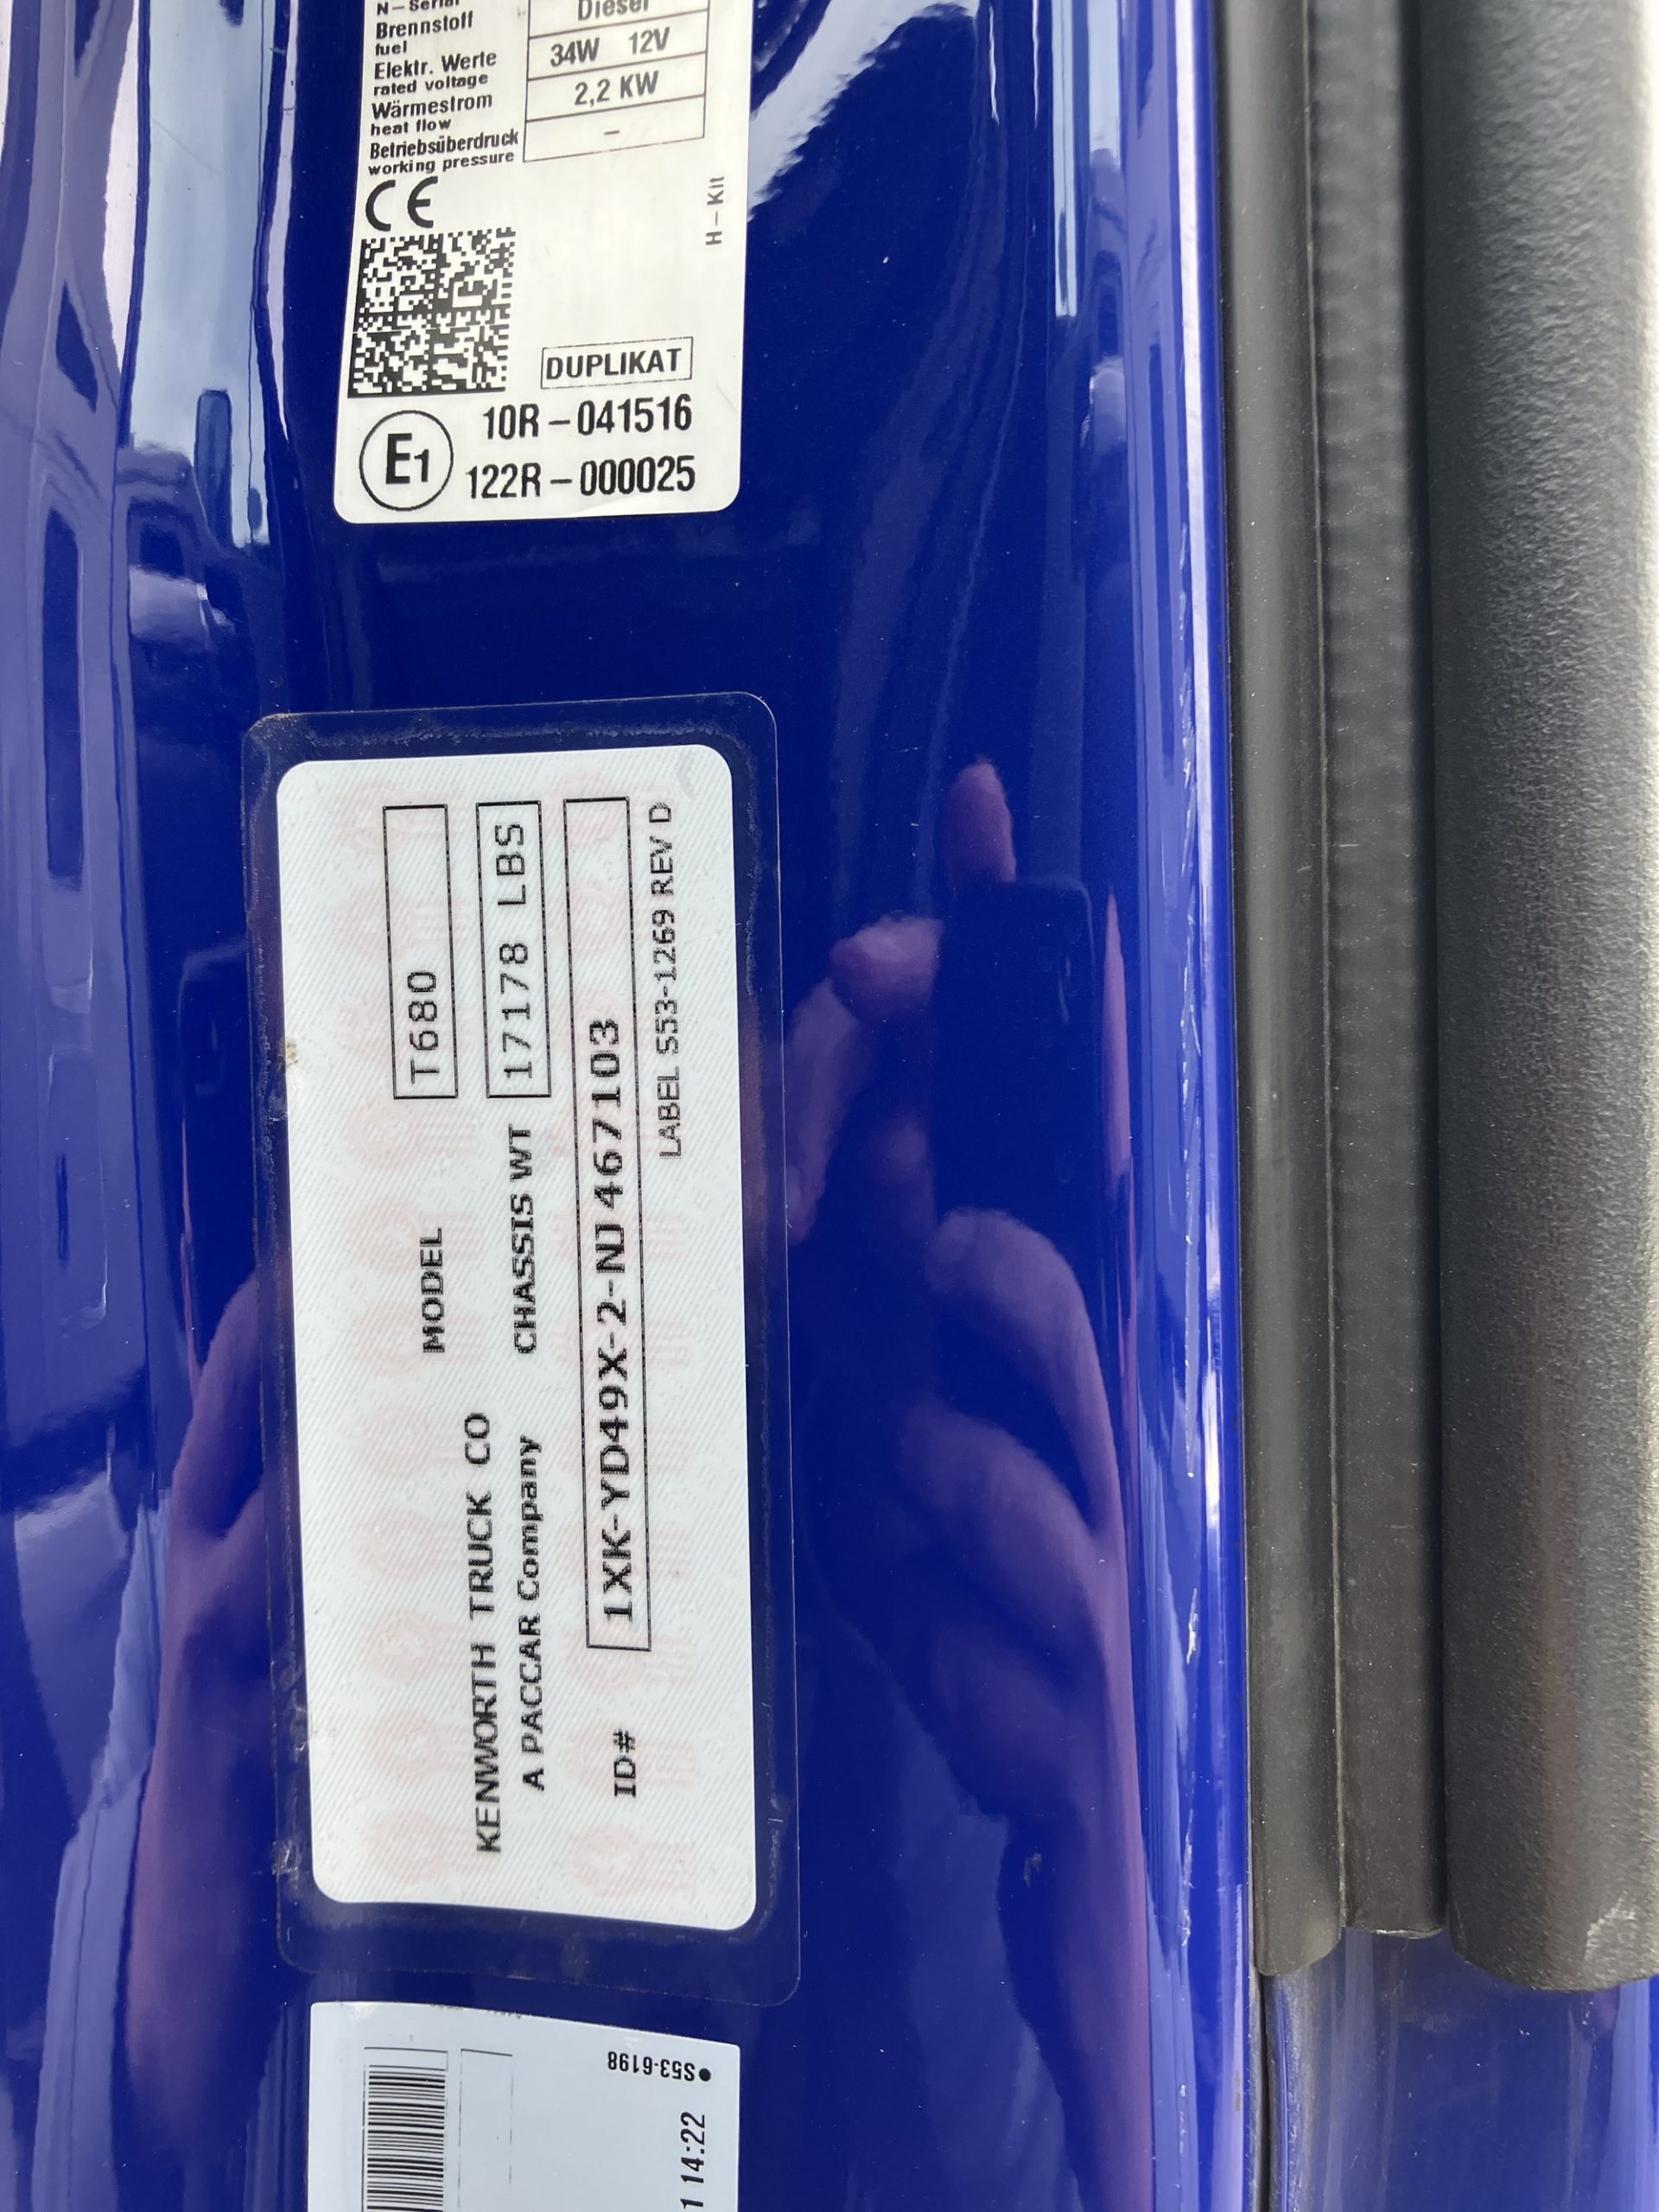 N – Serial
Brennstoff
fuel
Diesel
Elektr. Werte
rated voltage
34W 12V
Wärmestrom
heat flow
2,2 KW
Betriebsüberdruck
working pressure
–
CE
H – Kit
DUPLIKAT
E1
10R – 041516
122R – 000025
MODEL T680
KENWORTH TRUCK CO
CHASSIS WT 17178 LBS
A PACCAR Company
ID# 1XK-YD49X-2-NJ467103
LABEL S53-1269 REV D
•S53-6198
1 14:22